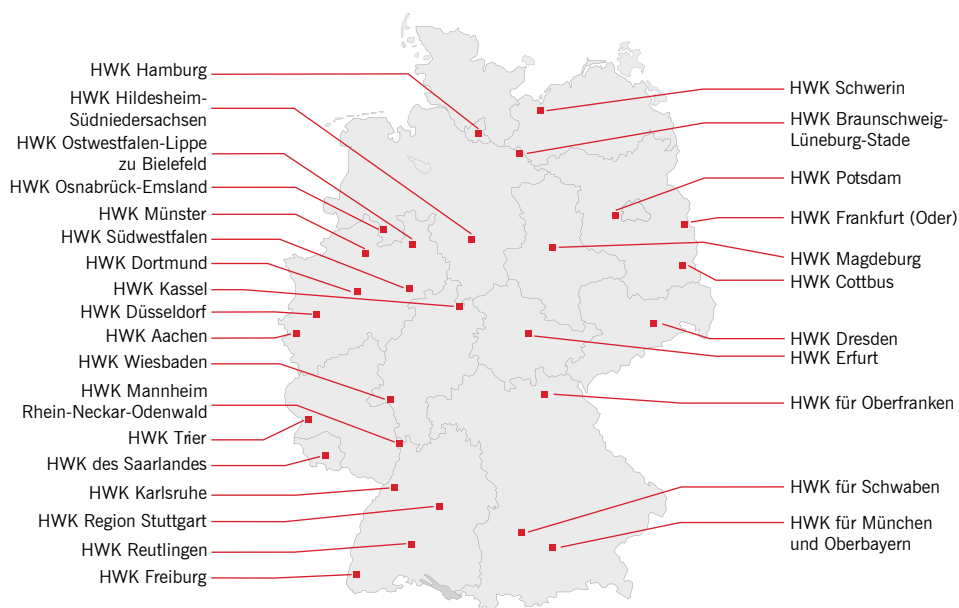 HWK Hamburg
HWK Hildesheim-
Südniedersachsen
HWK Ostwestfalen-Lippe
zu Bielefeld
HWK Osnabrück-Emsland
HWK Münster
HWK Südwestfalen
HWK Dortmund
HWK Kassel
HWK Düsseldorf
HWK Aachen
HWK Wiesbaden
HWK Mannheim
Rhein-Neckar-Odenwald
HWK Trier
HWK des Saarlandes
HWK Karlsruhe
HWK Region Stuttgart
HWK Reutlingen
HWK Freiburg
HWK Schwerin
HWK Braunschweig-
Lüneburg-Stade
HWK Potsdam
HWK Frankfurt (Oder)
HWK Magdeburg
HWK Cottbus
HWK Dresden
HWK Erfurt
HWK für Oberfranken
HWK für Schwaben
HWK für München
und Oberbayern